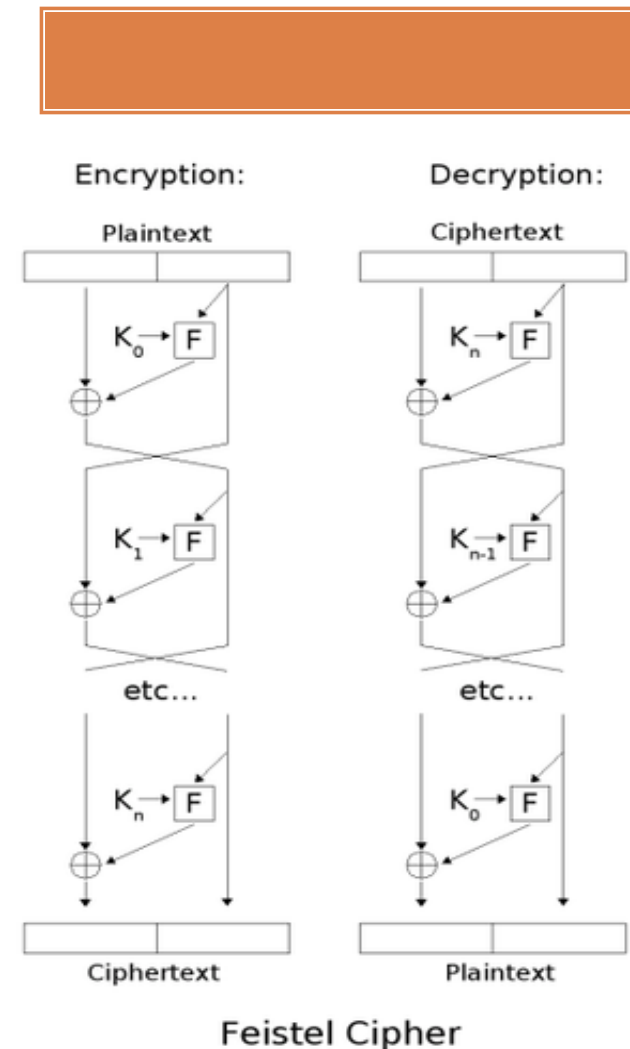 Encryption: Decryption:
Plaintext Ciphertext
K0 F Kn F
K1 F Kn-1 F
etc... etc...
Kn F K0 F
Ciphertext Plaintext
Feistel Cipher